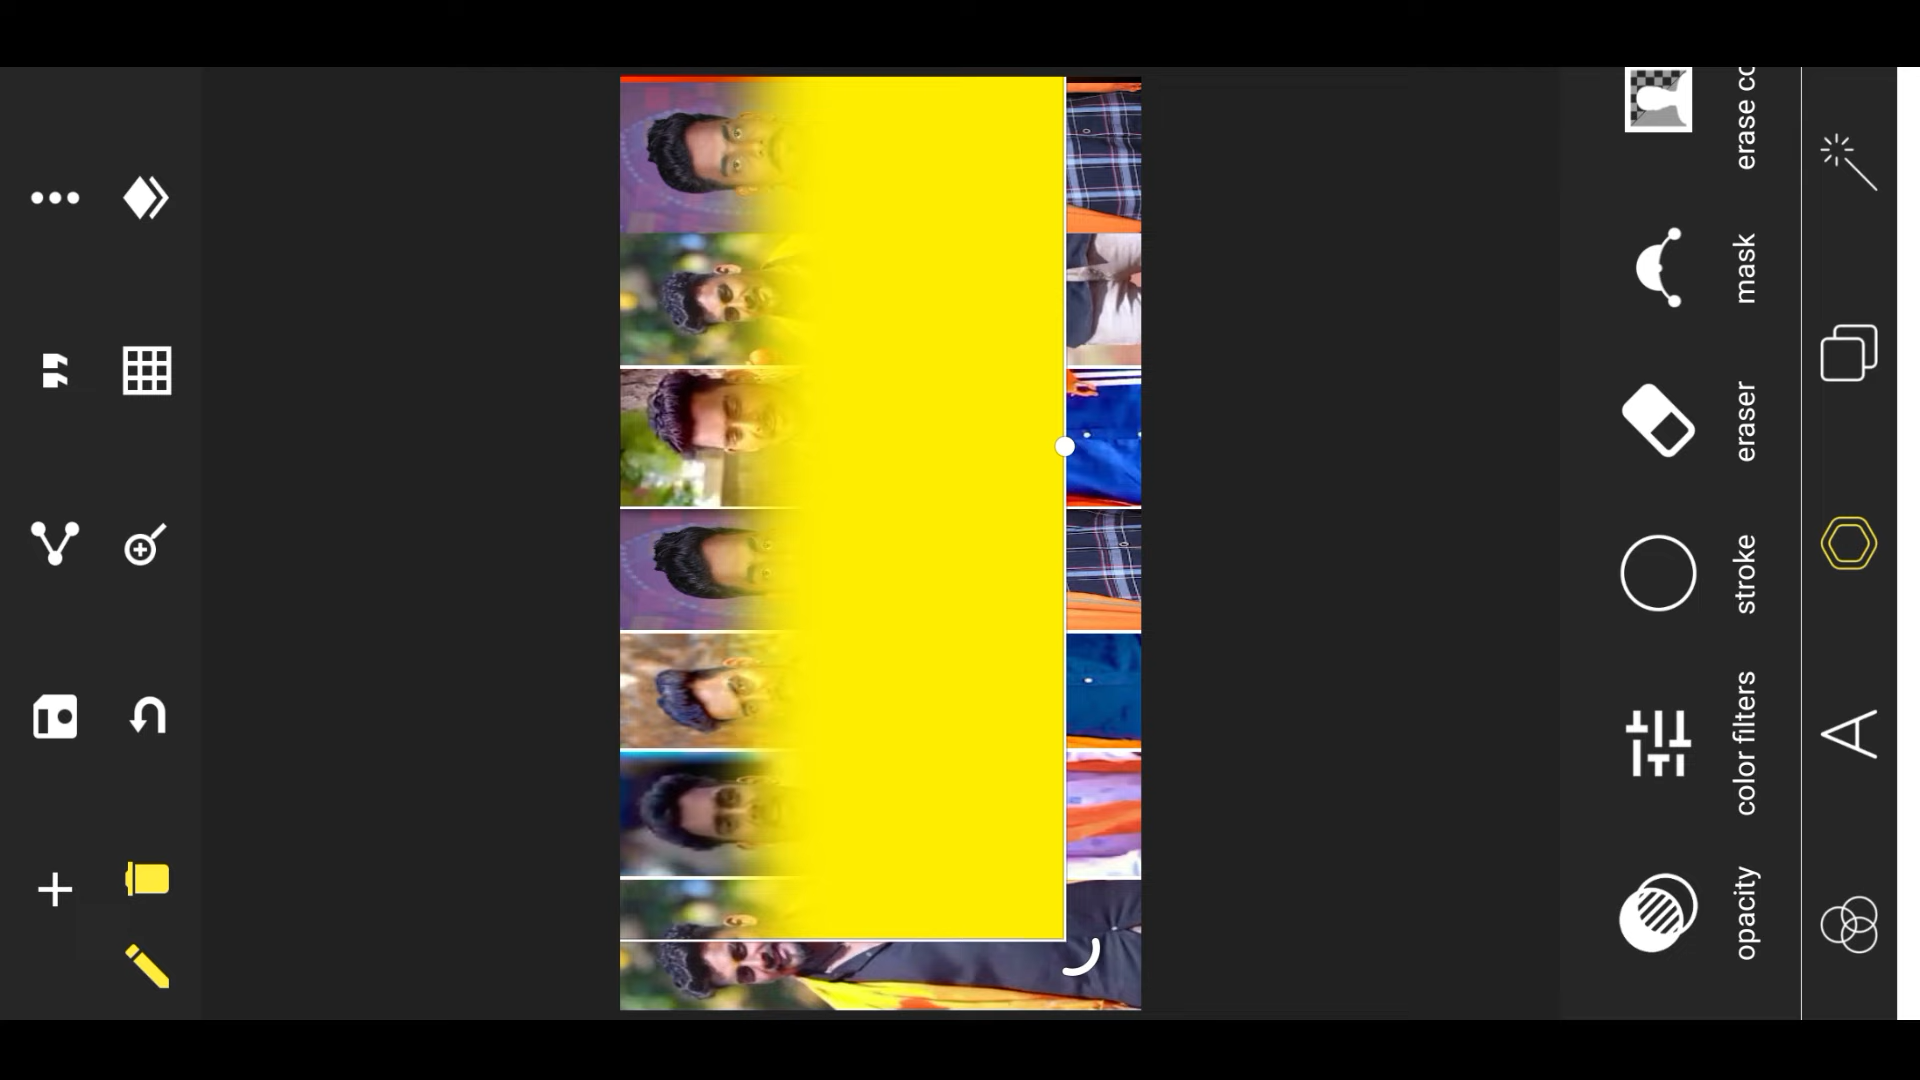 opacity
color filters
stroke
eraser
mask
erase co
A